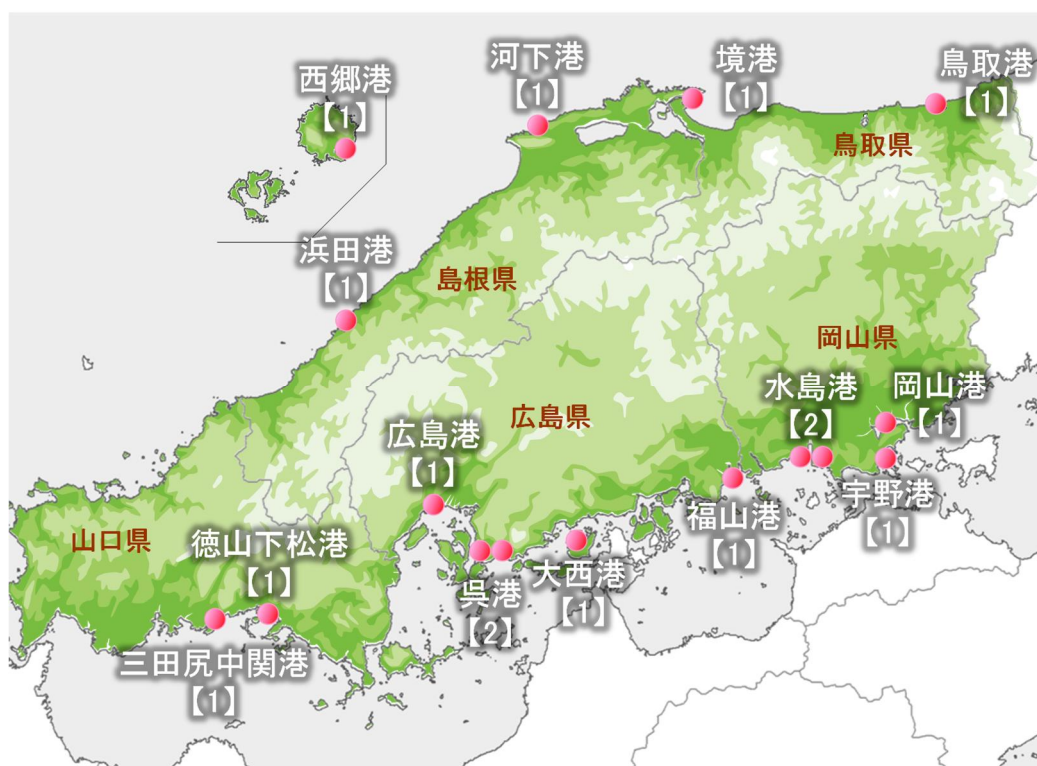 西郷港
【1】
河下港
【1】
境港
【1】
鳥取港
【1】
鳥取県
浜田港
【1】
島根県
岡山県
水島港
【2】
岡山港
【1】
広島県
広島港
【1】
宇野港
【1】
福山港
【1】
山口県
徳山下松港
【1】
大西港
【1】
呉港
【2】
三田尻中関港
【1】